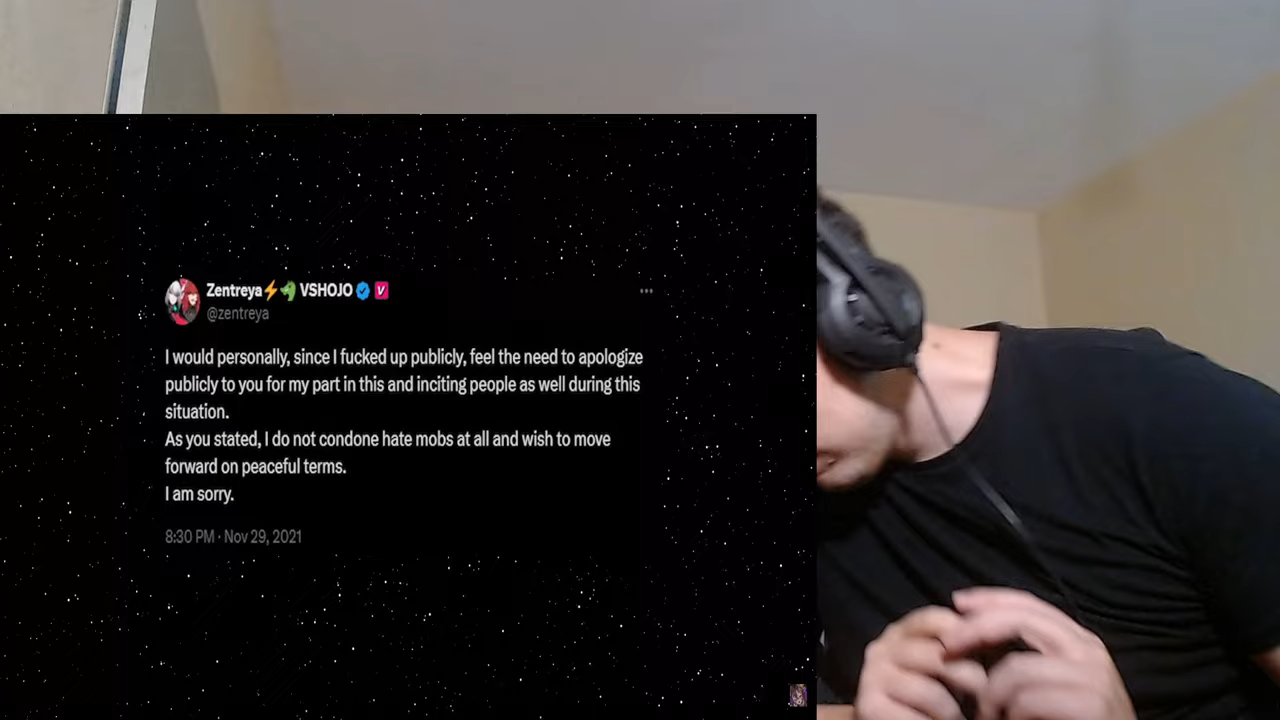 Zentreya⚡🐲 VSHOJO
@zentreya
I would personally, since I fucked up publicly, feel the need to apologize
publicly to you for my part in this and inciting people as well during this
situation.
As you stated, I do not condone hate mobs at all and wish to move
forward on peaceful terms.
I am sorry.
8:30 PM · Nov 29, 2021